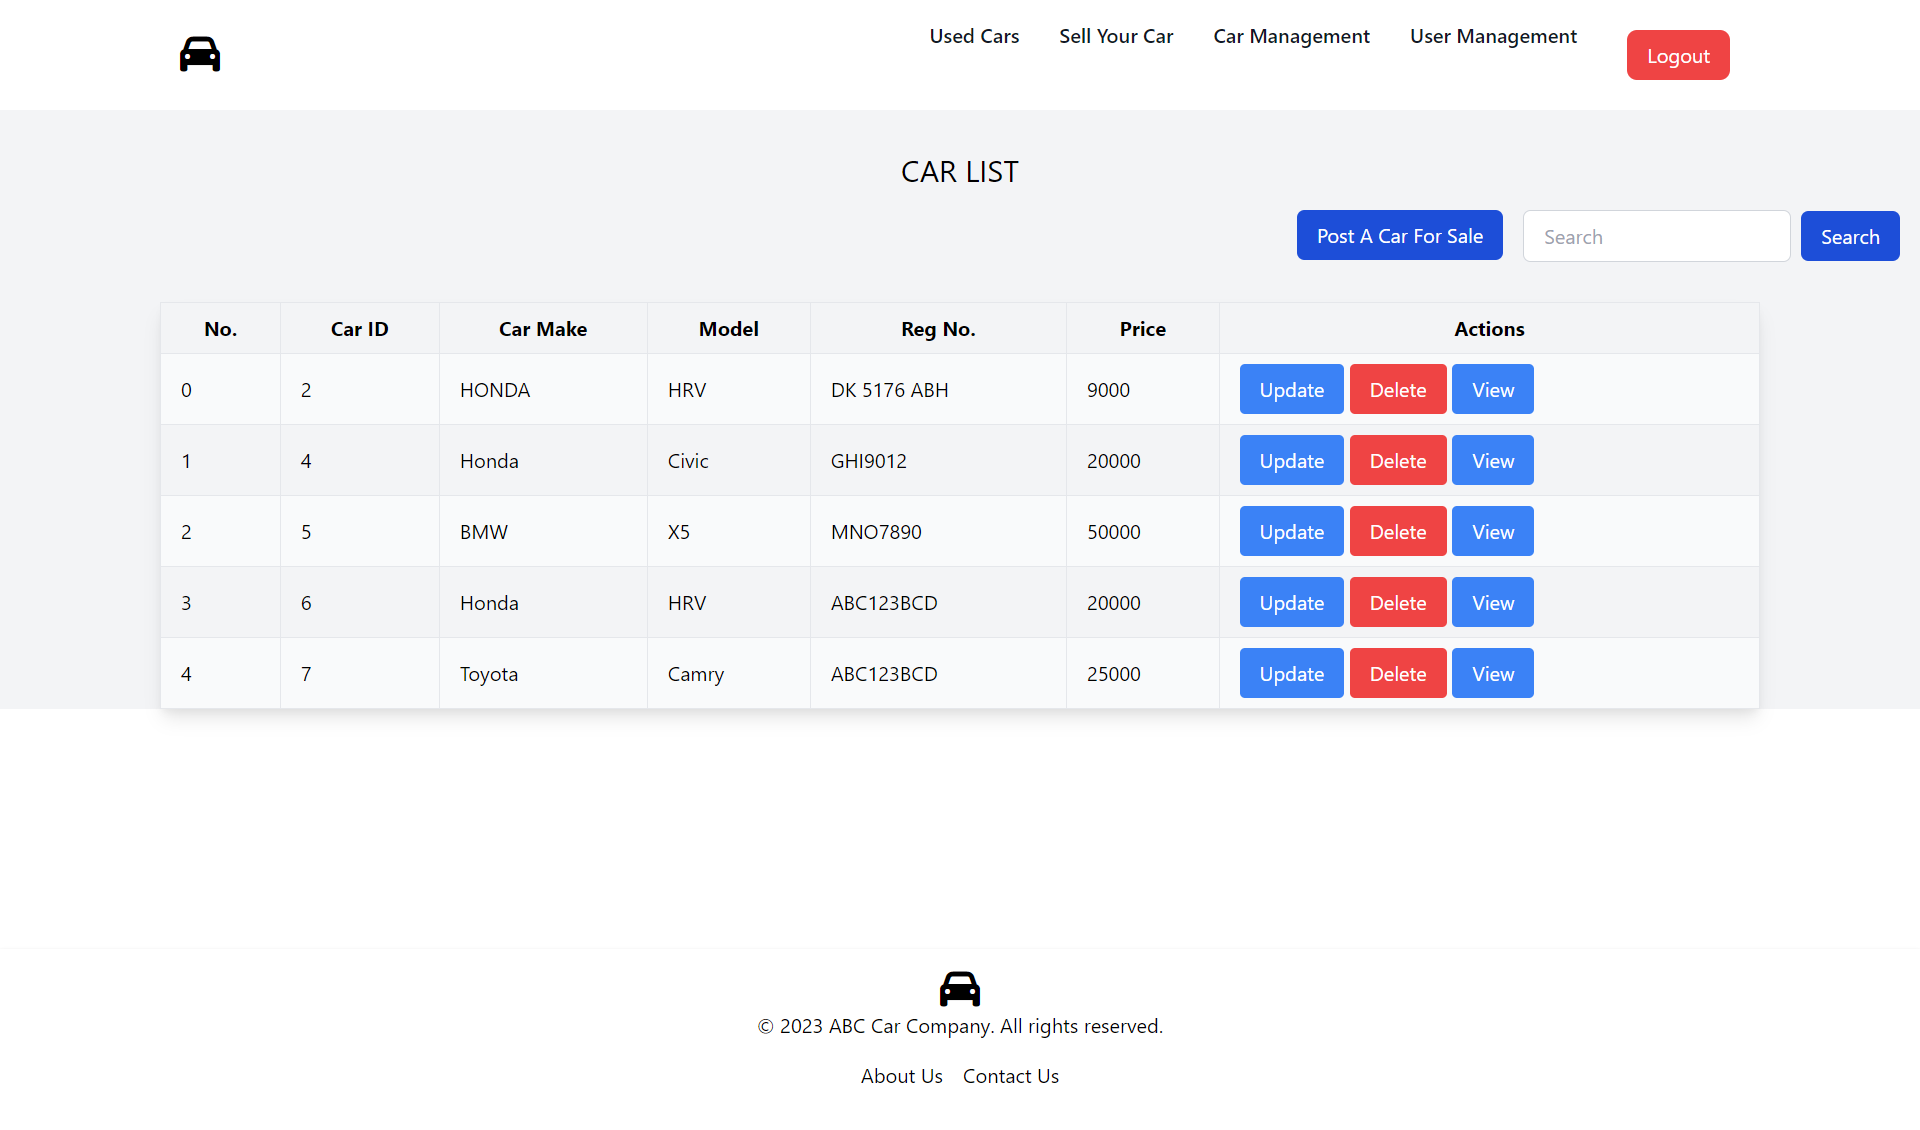 Used Cars Sell Your Car Car Management User Management Logout
CAR LIST
Post A Car For Sale Search Search
No. Car ID Car Make Model Reg No. Price Actions
0 2 HONDA HRV DK 5176 ABH 9000 Update Delete View
1 4 Honda Civic GHI9012 20000 Update Delete View
2 5 BMW X5 MNO7890 50000 Update Delete View
3 6 Honda HRV ABC123BCD 20000 Update Delete View
4 7 Toyota Camry ABC123BCD 25000 Update Delete View
© 2023 ABC Car Company. All rights reserved.
About Us Contact Us